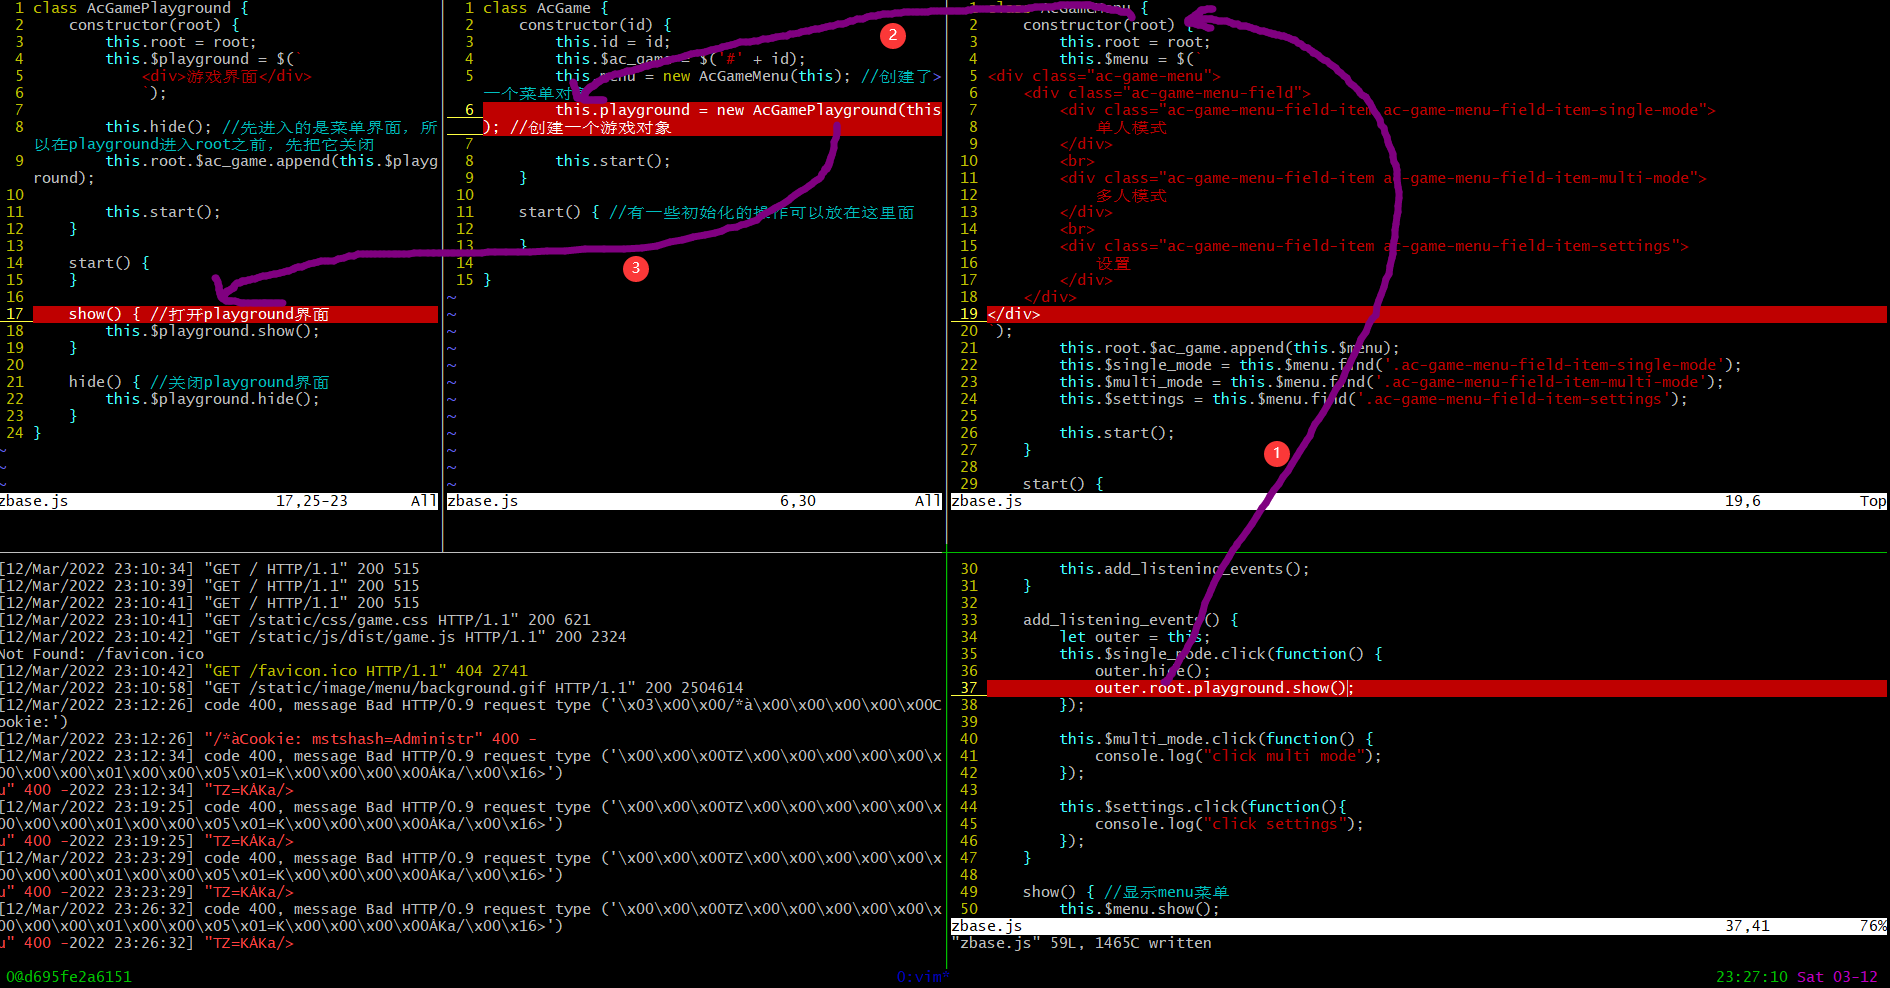 1 class AcGamePlayground {
2     constructor(root) {
3         this.root = root;
4         this.$playground = $(`
5             <div>游戏界面</div>
6             `);
7
8         this.hide(); //先进入的是菜单界面，所
以在playground进入root之前，先把它关闭
9         this.root.$ac_game.append(this.$playg
round);
10
11         this.start();
12     }
13
14     start() {
15     }
16
17     show() { //打开playground界面
18         this.$playground.show();
19     }
20
21     hide() { //关闭playground界面
22         this.$playground.hide();
23     }
24 }
~
~
~
zbase.js 17,25-23 All
1 class AcGame {
2     constructor(id) {
3         this.id = id;
4         this.$ac_game = $('#' + id);
5         this.menu = new AcGameMenu(this); //创建了>
一个菜单对
6         this.playground = new AcGamePlayground(this
); //创建一个游戏对象
7
8         this.start();
9     }
10
11     start() { //有一些初始化的操作可以放在这里面
12
13     }
14
15 }
~
~
~
~
~
~
~
~
~
~
~
~
zbase.js 6,30 All
1 class AcGameMenu {
2     constructor(root) {
3         this.root = root;
4         this.$menu = $(`
5 <div class="ac-game-menu">
6     <div class="ac-game-menu-field">
7         <div class="ac-game-menu-field-item ac-game-menu-field-item-single-mode">
8             单人模式
9         </div>
10         <br>
11         <div class="ac-game-menu-field-item ac-game-menu-field-item-multi-mode">
12             多人模式
13         </div>
14         <br>
15         <div class="ac-game-menu-field-item ac-game-menu-field-item-settings">
16             设置
17         </div>
18     </div>
19 </div>
20 `);
21         this.root.$ac_game.append(this.$menu);
22         this.$single_mode = this.$menu.find('.ac-game-menu-field-item-single-mode');
23         this.$multi_mode = this.$menu.find('.ac-game-menu-field-item-multi-mode');
24         this.$settings = this.$menu.find('.ac-game-menu-field-item-settings');
25
26         this.start();
27     }
28
29     start() {
zbase.js 19,6 Top
2
3
1
[12/Mar/2022 23:10:34] "GET / HTTP/1.1" 200 515
[12/Mar/2022 23:10:39] "GET / HTTP/1.1" 200 515
[12/Mar/2022 23:10:41] "GET / HTTP/1.1" 200 515
[12/Mar/2022 23:10:41] "GET /static/css/game.css HTTP/1.1" 200 621
[12/Mar/2022 23:10:42] "GET /static/js/dist/game.js HTTP/1.1" 200 2324
Not Found: /favicon.ico
[12/Mar/2022 23:10:42] "GET /favicon.ico HTTP/1.1" 404 2741
[12/Mar/2022 23:10:58] "GET /static/image/menu/background.gif HTTP/1.1" 200 2504614
[12/Mar/2022 23:12:26] code 400, message Bad HTTP/0.9 request type ('\x03\x00\x00/*à\x00\x00\x00\x00\x00C
ookie:')
[12/Mar/2022 23:12:26] "/*àCookie: mstshash=Administr" 400 -
[12/Mar/2022 23:12:34] code 400, message Bad HTTP/0.9 request type ('\x00\x00\x00TZ\x00\x00\x00\x00\x00\x
00\x00\x00\x01\x00\x00\x05\x01=K\x00\x00\x00\x00ÄKa/\x00\x16>')
u" 400 -2022 23:12:34] "TZ=KÄKa/>
[12/Mar/2022 23:19:25] code 400, message Bad HTTP/0.9 request type ('\x00\x00\x00TZ\x00\x00\x00\x00\x00\x
00\x00\x00\x01\x00\x00\x05\x01=K\x00\x00\x00\x00ÄKa/\x00\x16>')
u" 400 -2022 23:19:25] "TZ=KÄKa/>
[12/Mar/2022 23:23:29] code 400, message Bad HTTP/0.9 request type ('\x00\x00\x00TZ\x00\x00\x00\x00\x00\x
00\x00\x00\x01\x00\x00\x05\x01=K\x00\x00\x00\x00ÄKa/\x00\x16>')
u" 400 -2022 23:23:29] "TZ=KÄKa/>
[12/Mar/2022 23:26:32] code 400, message Bad HTTP/0.9 request type ('\x00\x00\x00TZ\x00\x00\x00\x00\x00\x
00\x00\x00\x01\x00\x00\x05\x01=K\x00\x00\x00\x00ÄKa/\x00\x16>')
u" 400 -2022 23:26:32] "TZ=KÄKa/>
30         this.add_listening_events();
31     }
32
33     add_listening_events() {
34         let outer = this;
35         this.$single_mode.click(function() {
36             outer.hide();
37             outer.root.playground.show();
38         });
39
40         this.$multi_mode.click(function() {
41             console.log("click multi mode");
42         });
43
44         this.$settings.click(function(){
45             console.log("click settings");
46         });
47     }
48
49     show() { //显示menu菜单
50         this.$menu.show();
zbase.js 37,41 76%
"zbase.js" 59L, 1465C written
0@d695fe2a6151 0:vim* 23:27:10 Sat 03-12